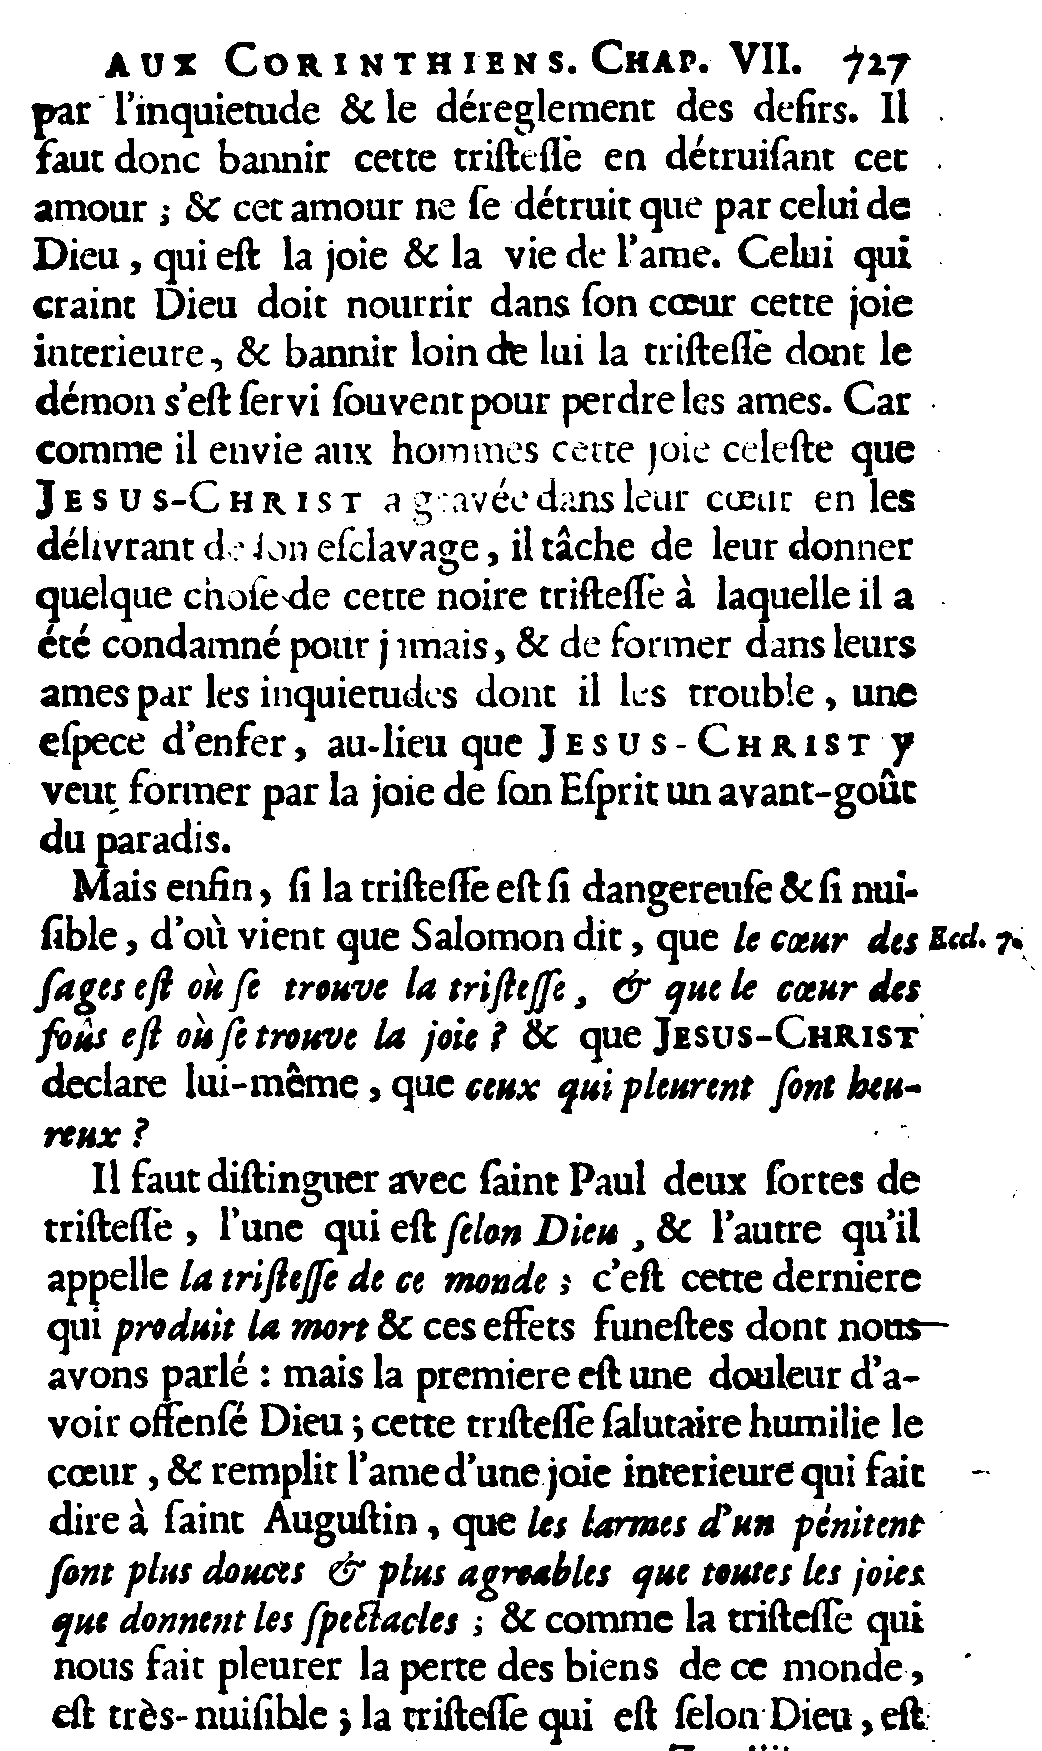 AUX CORINTHIENS. CHAP. VII. 727
par l'inquietude & le déreglement des desirs. Il
faut donc bannir cette tristesse en détruisant cet
amour ; & cet amour ne se détruit que par celui de
Dieu , qui est la joie & la vie de l'ame. Celui qui
craint Dieu doit nourrir dans son cœur cette joie
interieure , & bannir loin de lui la tristesse dont le
démon s'est servi souvent pour perdre les ames. Car
comme il envie aux hommes cette joie celeste que
JESUS-CHRIST a gravée dans leur cœur en les
délivrant de son esclavage , il tâche de leur donner
quelque chose de cette noire tristesse à laquelle il a
été condamné pour jamais , & de former dans leurs
ames par les inquietudes dont il les trouble , une
espece d'enfer , au-lieu que JESUS-CHRIST y
veut former par la joie de son Esprit un avant-goût
du paradis.
Mais enfin , si la tristesse est si dangereuse & si nui-
sible , d'où vient que Salomon dit , que le cœur des Eccl. 7.
sages est où se trouve la tristesse , & que le cœur des
foûs est où se trouve la joie ? & que JESUS-CHRIST
declare lui-même , que ceux qui pleurent sont heu-
reux ?
Il faut distinguer avec saint Paul deux sortes de
tristesse , l'une qui est selon Dieu , & l'autre qu'il
appelle la tristesse de ce monde ; c'est cette derniere
qui produit la mort & ces effets funestes dont nous
avons parlé : mais la premiere est une douleur d'a-
voir offensé Dieu ; cette tristesse salutaire humilie le
cœur , & remplit l'ame d'une joie interieure qui fait
dire à saint Augustin , que les larmes d'un pénitent
sont plus douces & plus agreables que toutes les joies
que donnent les spectacles ; & comme la tristesse qui
nous fait pleurer la perte des biens de ce monde ,
est très-nuisible ; la tristesse qui est selon Dieu , est